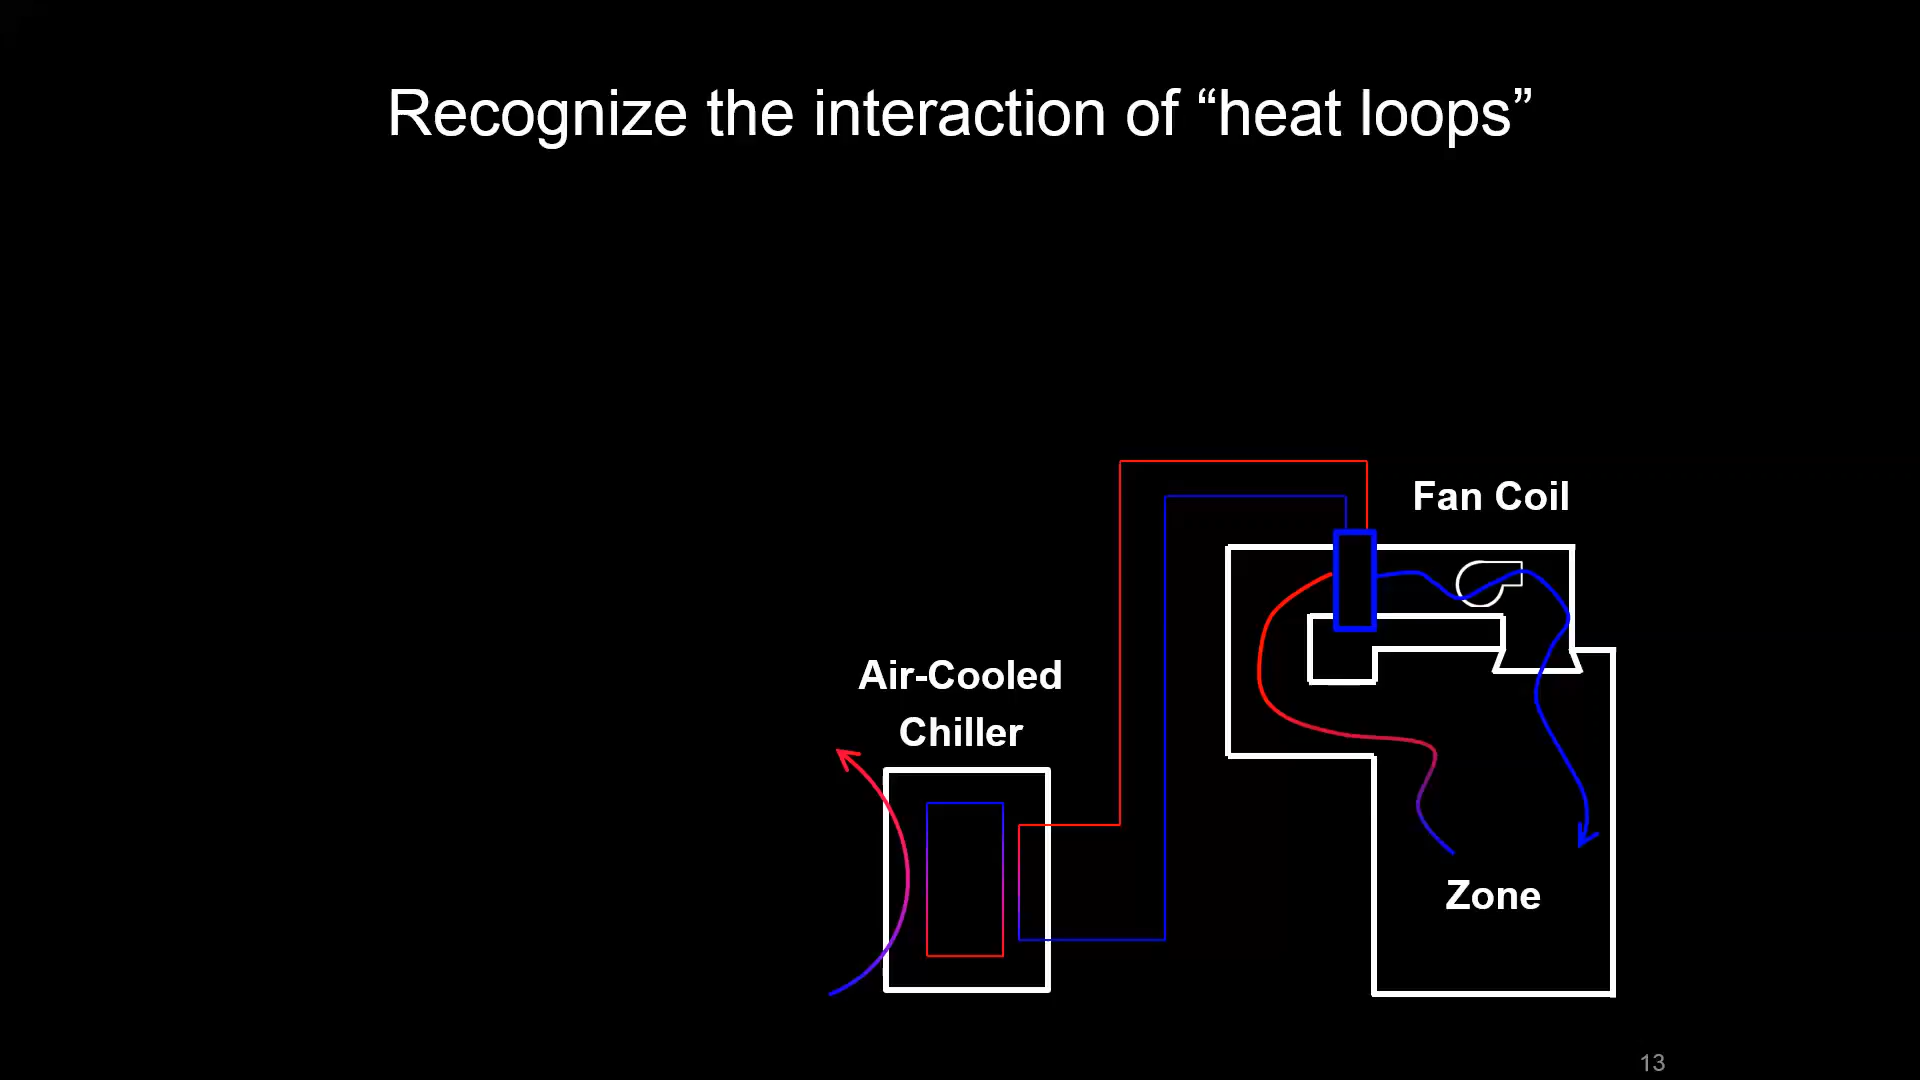 Recognize the interaction of “heat loops”
Fan Coil
Air-Cooled
Chiller
Zone
13